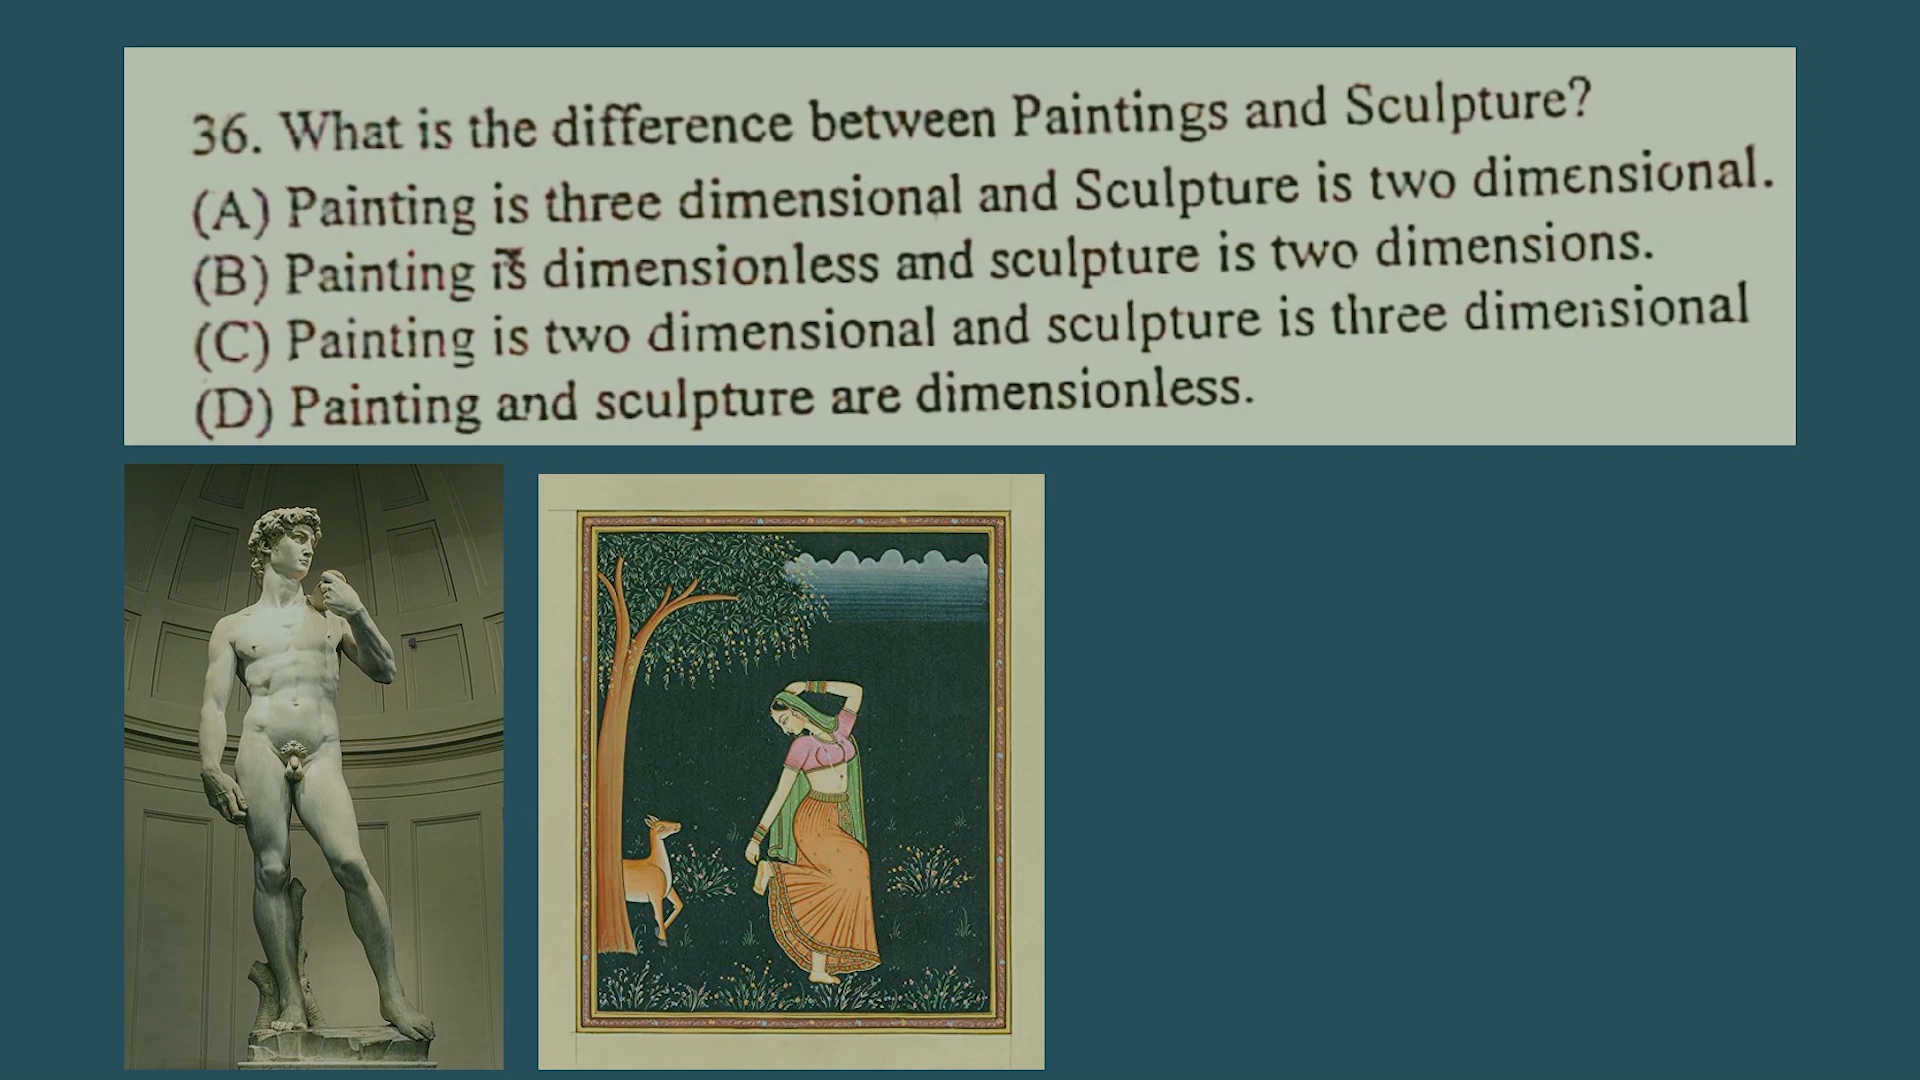 36. What is the difference between Paintings and Sculpture?
(A) Painting is three dimensional and Sculpture is two dimensional.
(B) Painting is dimensionless and sculpture is two dimensions.
(C) Painting is two dimensional and sculpture is three dimensional
(D) Painting and sculpture are dimensionless.